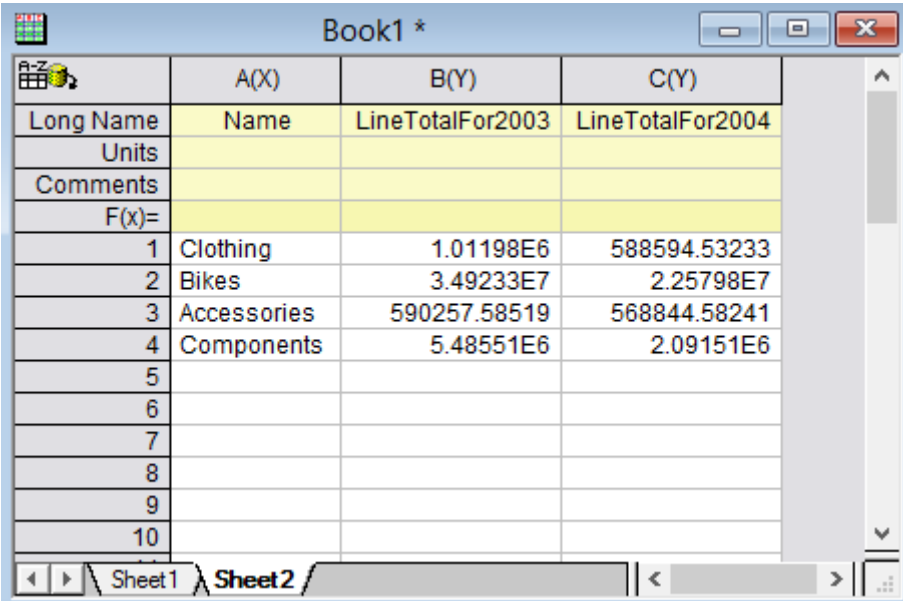 Book1 *
A-Z A(X) B(Y) C(Y)
Long Name Name LineTotalFor2003 LineTotalFor2004
Units
Comments
F(x)=
1 Clothing 1.01198E6 588594.53233
2 Bikes 3.49233E7 2.25798E7
3 Accessories 590257.58519 568844.58241
4 Components 5.48551E6 2.09151E6
5
6
7
8
9
10
Sheet1 Sheet2